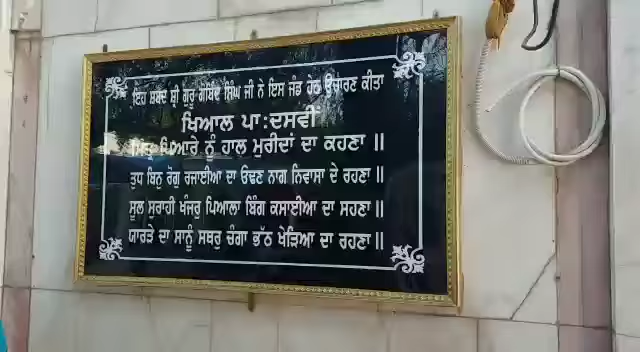 ਇਹ ਸ਼ਬਦ ਸ਼੍ਰੀ ਗੁਰੂ ਗੋਬਿੰਦ ਸਿੰਘ ਜੀ ਨੇ ਇਸ ਜੰਡ ਹੇਠ ਉਚਾਰਣ ਕੀਤਾ
ਖਿਆਲ ਪਾ:ਦਸਵੀਂ
ਮਿਤ੍ਰ ਪਿਆਰੇ ਨੂੰ ਹਾਲ ਮੁਰੀਦਾਂ ਦਾ ਕਹਣਾ ॥
ਤੁਧ ਬਿਨੁ ਰੋਗੁ ਰਜਾਈਆ ਦਾ ਓਢਣ ਨਾਗ ਨਿਵਾਸਾ ਦੇ ਰਹਣਾ ॥
ਸੂਲ ਸੁਰਾਹੀ ਖੰਜਰੁ ਪਿਆਲਾ ਬਿੰਗ ਕਸਾਈਆ ਦਾ ਸਹਣਾ ॥
ਯਾਰੜੇ ਦਾ ਸਾਨੂੰ ਸਥਰੁ ਚੰਗਾ ਭੱਠ ਖੇੜਿਆ ਦਾ ਰਹਣਾ ॥